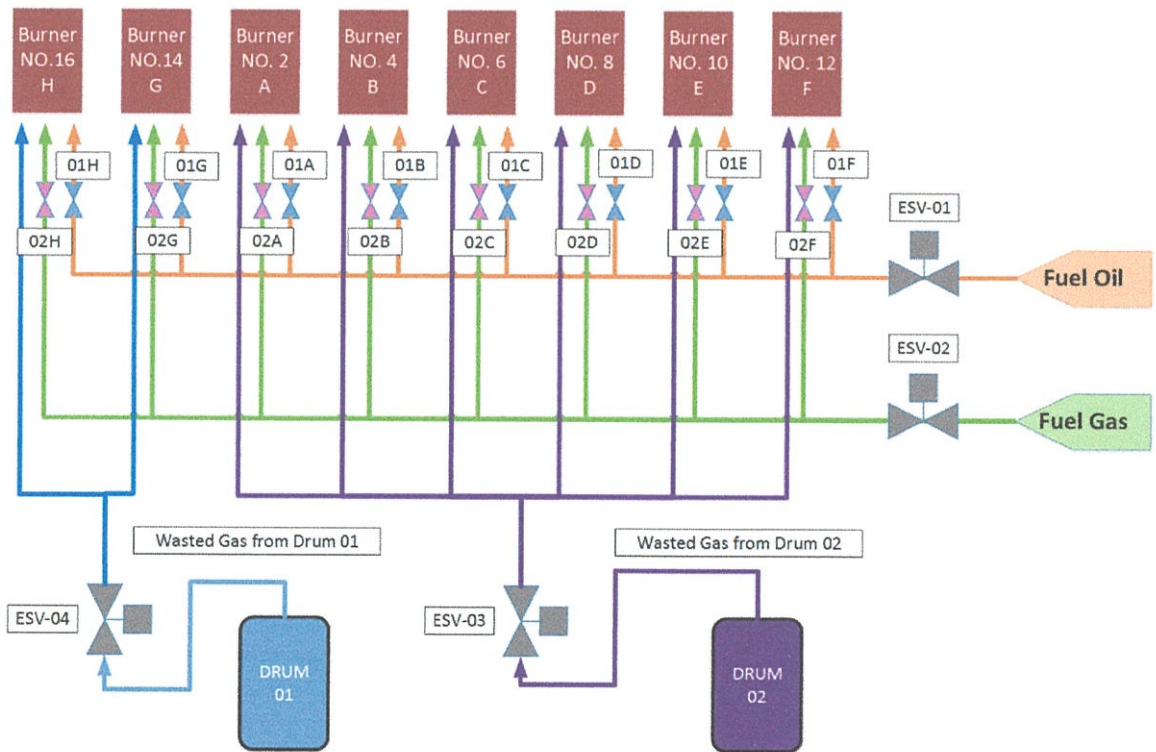 Burner
NO.16
H
Burner
NO.14
G
Burner
NO. 2
A
Burner
NO. 4
B
Burner
NO. 6
C
Burner
NO. 8
D
Burner
NO. 10
E
Burner
NO. 12
F
01H
01G
01A
01B
01C
01D
01E
01F
02H
02G
02A
02B
02C
02D
02E
02F
ESV-01
Fuel Oil
ESV-02
Fuel Gas
Wasted Gas from Drum 01
Wasted Gas from Drum 02
ESV-04
ESV-03
DRUM
01
DRUM
02